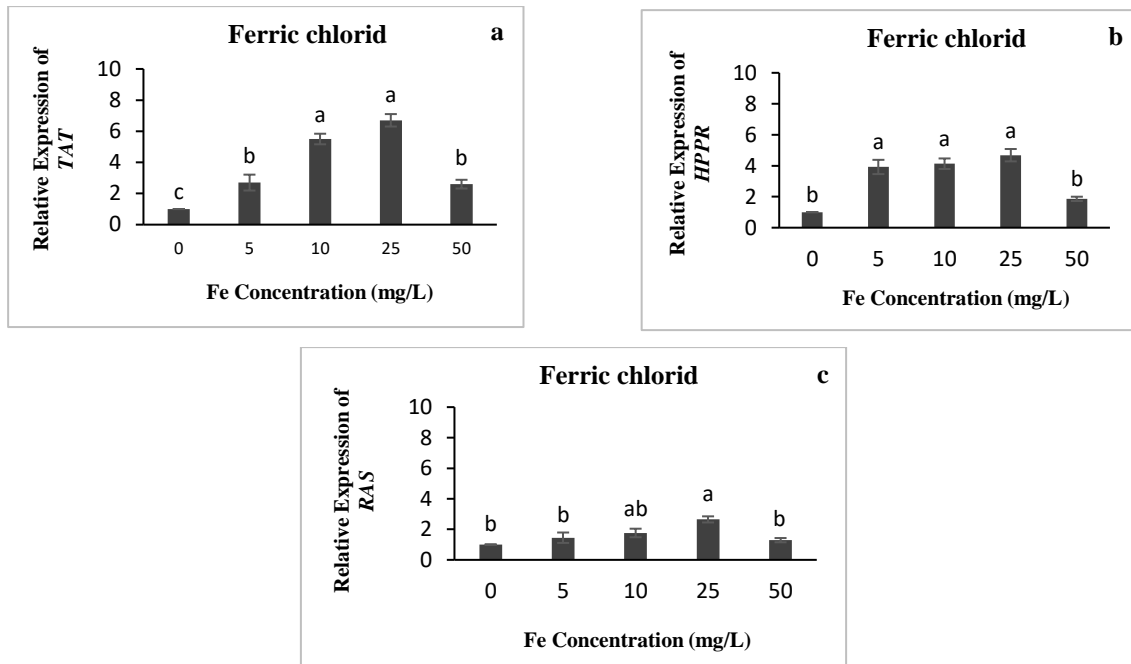 Ferric chlorid
a
Relative Expression of
TAT
10
8
6
4
2
0
c
b
a
a
b
0 5 10 25 50
Fe Concentration (mg/L)
Ferric chlorid
b
Relative Expression of
HPPR
10
8
6
4
2
0
b
a
a
a
b
0 5 10 25 50
Fe Concentration (mg/L)
Ferric chlorid
c
Relative Expression of
RAS
10
8
6
4
2
0
b
b
ab
a
b
0 5 10 25 50
Fe Concentration (mg/L)